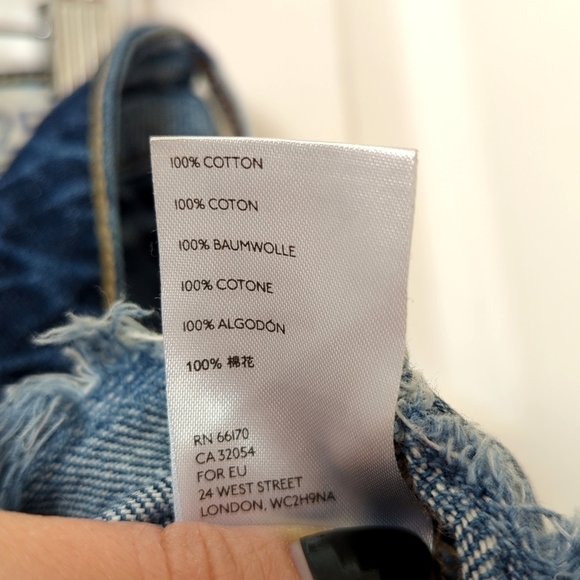 100% COTTON
100% COTON
100% BAUMWOLLE
100% COTONE
100% ALGODÓN
100% 棉花
RN 66170
CA 32054
FOR EU
24 WEST STREET
LONDON, WC2H9NA